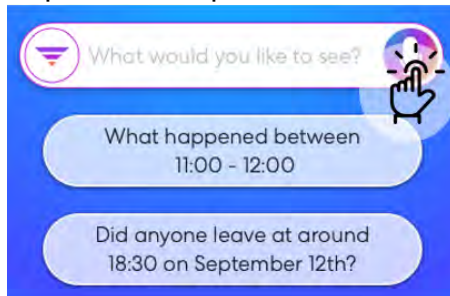 What would you like to see?
What happened between
11:00 - 12:00
Did anyone leave at around
18:30 on September 12th?